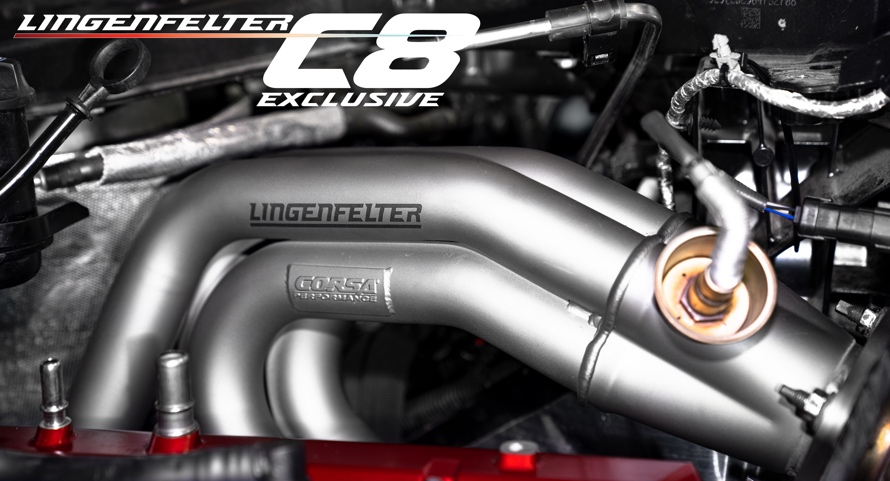 LINGENFELTER
C8
EXCLUSIVE
LINGENFELTER
CORSA
PERFORMANCE